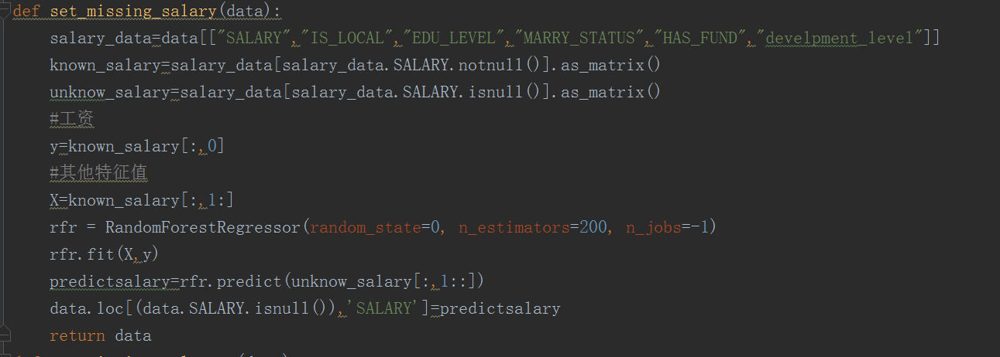 def set_missing_salary(data):
salary_data=data[["SALARY","IS_LOCAL","EDU_LEVEL","MARRY_STATUS","HAS_FUND","develpment_level"]]
known_salary=salary_data[salary_data.SALARY.notnull()].as_matrix()
unknow_salary=salary_data[salary_data.SALARY.isnull()].as_matrix()
#工资
y=known_salary[:,0]
#其他特征值
X=known_salary[:,1:]
rfr = RandomForestRegressor(random_state=0, n_estimators=200, n_jobs=-1)
rfr.fit(X,y)
predictsalary=rfr.predict(unknow_salary[:,1::])
data.loc[(data.SALARY.isnull()),'SALARY']=predictsalary
return data